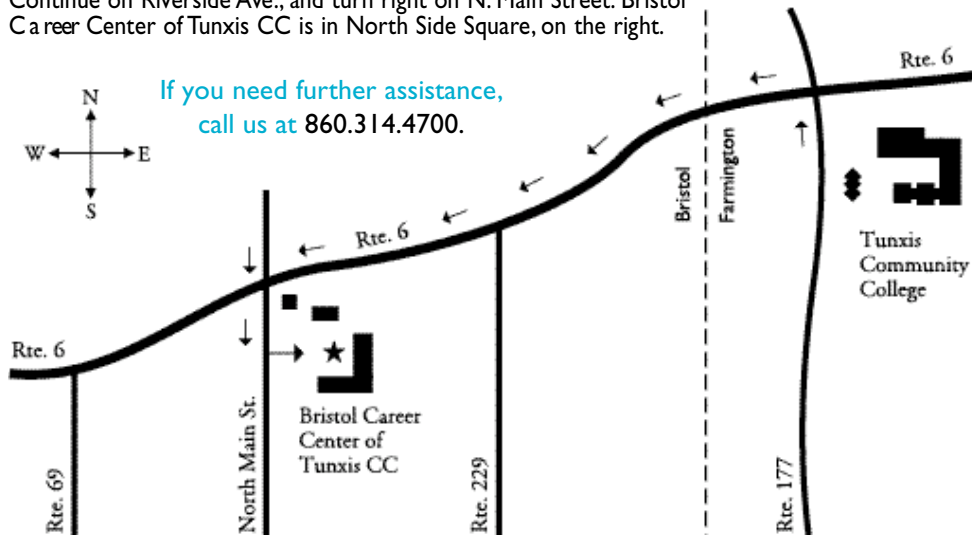 Continue on Riverside Ave., and turn right on N. Main Street. Bristol
Career Center of Tunxis CC is in North Side Square, on the right.
If you need further assistance,
call us at 860.314.4700.
N
W
E
S
Rte. 6
Bristol
Farmington
Tunxis
Community
College
Rte. 6
Rte. 6
Bristol Career
Center of
Tunxis CC
Rte. 69
North Main St.
Rte. 229
Rte. 177